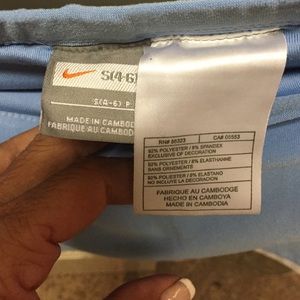 S(4-6)
S(4-6) P
MADE IN CAMBOD
FABRIQUE AU CAMBOD
RN# 56323 CA# 05553
92% POLYESTER / 8% SPANDEX
EXCLUSIVE OF DECORATION
92% POLYESTER / 8% ELASTHANNE
SANS ORNEMENTS
92% POLIESTER / 8% ELASTANO
NO INCLUYE LA DECORACION
FABRIQUE AU CAMBODGE
HECHO EN CAMBOYA
MADE IN CAMBODIA